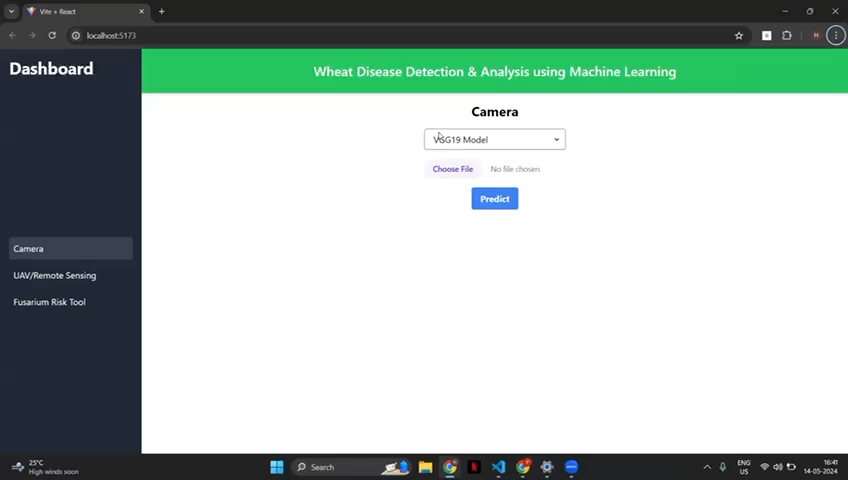 Vite + React
localhost:5173
Dashboard
Wheat Disease Detection & Analysis using Machine Learning
Camera
VGG19 Model
Choose File No file chosen
Predict
Camera
UAV/Remote Sensing
Fusarium Risk Tool
25°C
High winds soon
Search
ENG
US
16:41
14-05-2024